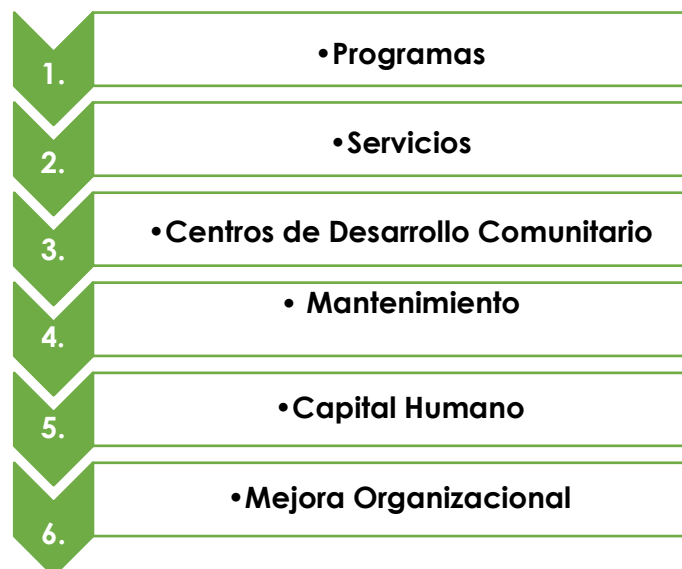 1. •Programas
2. •Servicios
3. •Centros de Desarrollo Comunitario
4. • Mantenimiento
5. •Capital Humano
6. •Mejora Organizacional